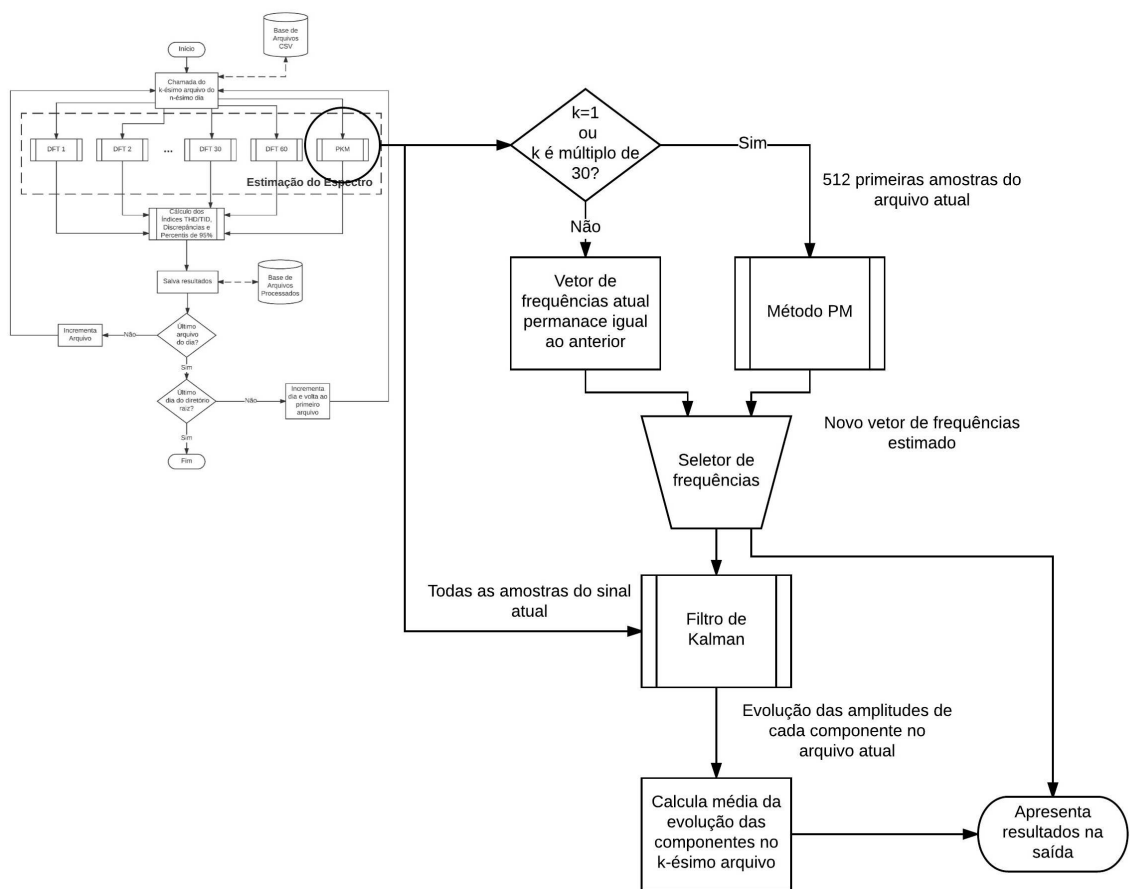 Início
Base de
Arquivos
CSV
Chamada do
k-ésimo arquivo do
n-ésimo dia
DFT 1
DFT 2
...
DFT 30
DFT 60
PKM
Estimação do Espectro
Cálculo dos
Índices THD/TID,
Discrepâncias e
Percentis de 95%
Salva resultados
Base de
Arquivos
Processados
Último
arquivo
do dia?
Não
Incrementa
Arquivo
Sim
Último
dia do diretório
raiz?
Não
Incrementa
dia e volta ao
primeiro
arquivo
Sim
Fim
k=1
ou
k é múltiplo de
30?
Sim
Não
512 primeiras amostras do
arquivo atual
Vetor de
frequências atual
permanace igual
ao anterior
Método PM
Novo vetor de frequências
estimado
Seletor de
frequências
Todas as amostras do sinal
atual
Filtro de
Kalman
Evolução das amplitudes de
cada componente no
arquivo atual
Calcula média da
evolução das
componentes no
k-ésimo arquivo
Apresenta
resultados na
saída